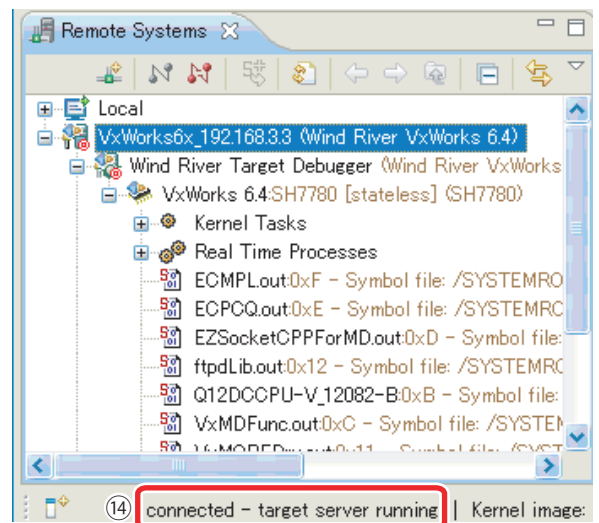 Remote Systems
Local
VxWorks6x_192.168.3.3 (Wind River VxWorks 6.4)
Wind River Target Debugger (Wind River VxWorks
VxWorks 6.4:SH7780 [stateless] (SH7780)
Kernel Tasks
Real Time Processes
ECMPL.out:0xF - Symbol file: /SYSTEMRO
ECPCQ.out:0xE - Symbol file: /SYSTEMRO
EZSocketCPPForMD.out:0xD - Symbol file:
ftpdLib.out:0x12 - Symbol file: /SYSTEMRO
Q12DCCPU-V_12082-B:0xB - Symbol file:
VxMDFunc.out:0xC - Symbol file: /SYSTEM
⑭ connected - target server running | Kernel image: